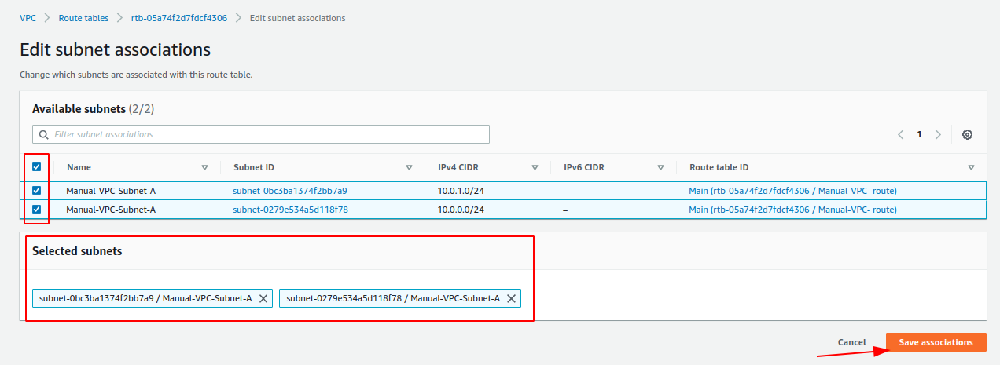 VPC > Route tables > rtb-05a74f2d7fdcf4306 > Edit subnet associations
Edit subnet associations
Change which subnets are associated with this route table.
Available subnets (2/2)
Filter subnet associations
1
Name Subnet ID IPv4 CIDR IPv6 CIDR Route table ID
Manual-VPC-Subnet-A subnet-0bc3ba1374f2bb7a9 10.0.1.0/24 – Main (rtb-05a74f2d7fdcf4306 / Manual-VPC- route)
Manual-VPC-Subnet-A subnet-0279e534a5d118f78 10.0.0.0/24 – Main (rtb-05a74f2d7fdcf4306 / Manual-VPC- route)
Selected subnets
subnet-0bc3ba1374f2bb7a9 / Manual-VPC-Subnet-A subnet-0279e534a5d118f78 / Manual-VPC-Subnet-A
Cancel Save associations